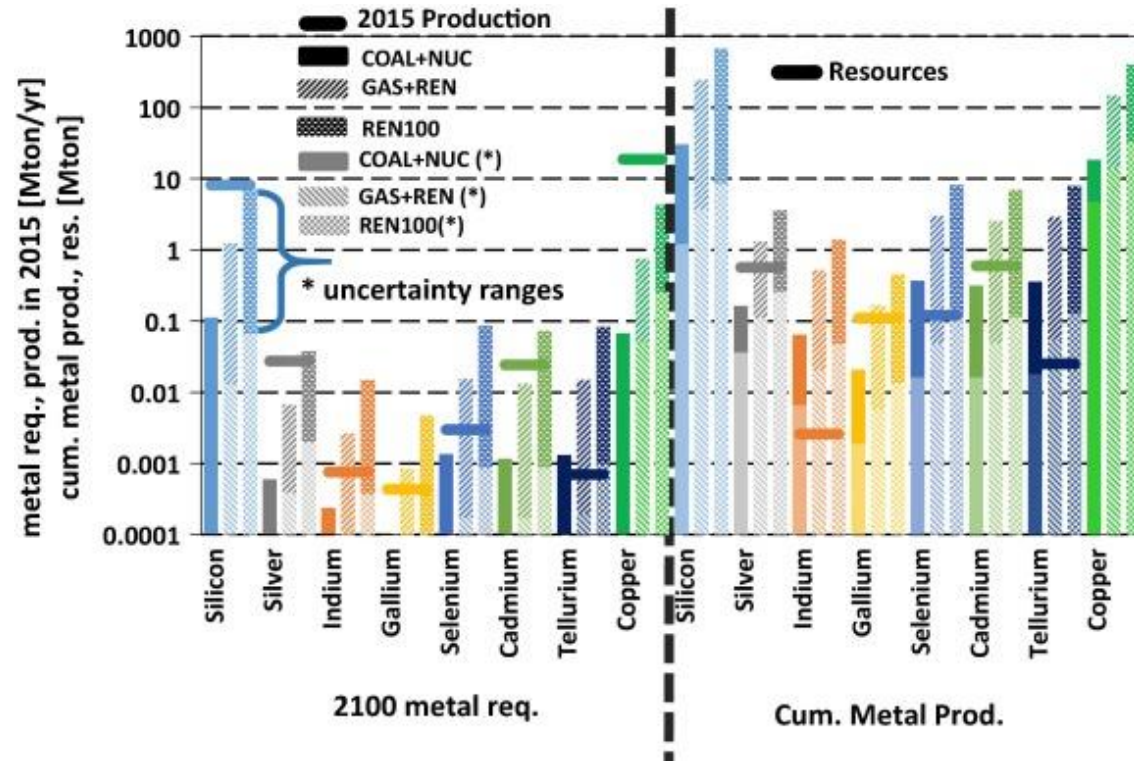 metal req., prod. in 2015 [Mton/yr]
cum. metal prod., res. [Mton]
1000
100
10
1
0.1
0.01
0.001
0.0001
2015 Production
COAL+NUC
GAS+REN
REN100
COAL+NUC (*)
GAS+REN (*)
REN100(*)
* uncertainty ranges
Resources
Silicon
Silver
Indium
Gallium
Selenium
Cadmium
Tellurium
Copper
Silicon
Silver
Indium
Gallium
Selenium
Cadmium
Tellurium
Copper
2100 metal req.
Cum. Metal Prod.